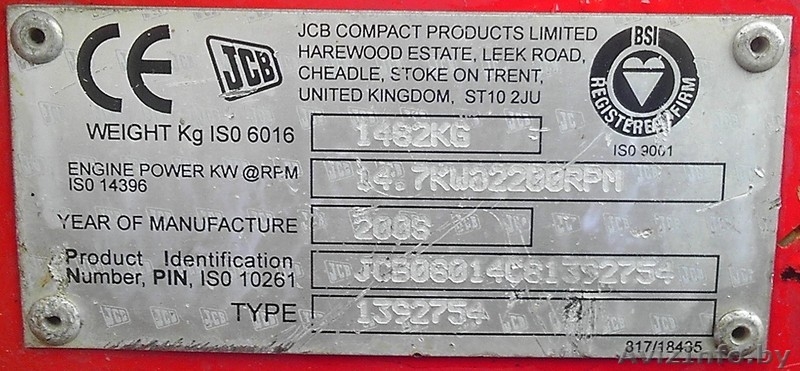 CE
JCB
JCB COMPACT PRODUCTS LIMITED
HAREWOOD ESTATE, LEEK ROAD,
CHEADLE, STOKE ON TRENT,
UNITED KINGDOM, ST10 2JU
BSI
REGISTERED FIRM
ISO 9001
WEIGHT Kg ISO 6016 1482KG
ENGINE POWER KW @RPM
ISO 14396
14.7KW@2200RPM
YEAR OF MANUFACTURE
Product Identification
Number, PIN, ISO 10261
TYPE 1392754
317/18435
AvizInfo.by